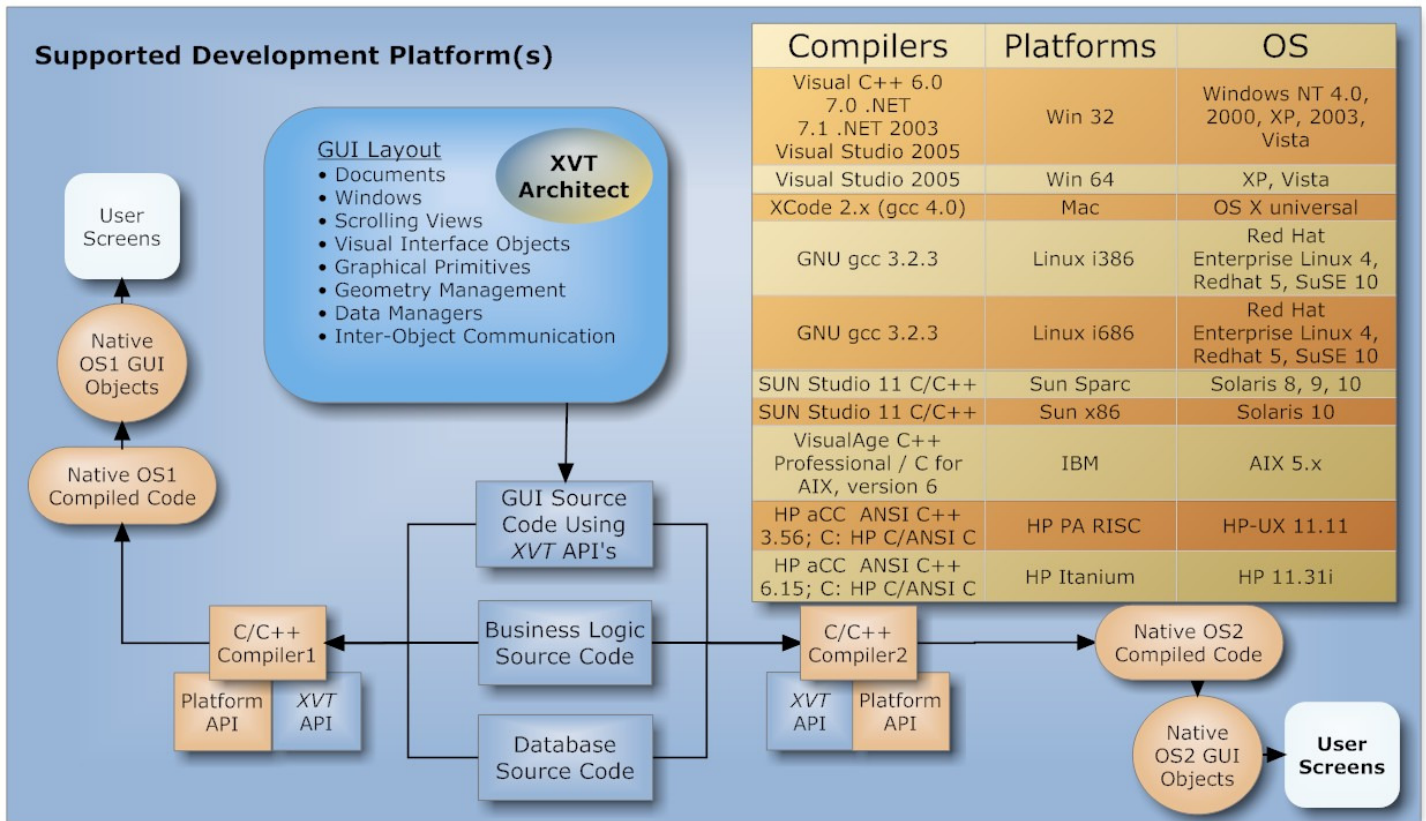 Supported Development Platform(s)
GUI Layout
• Documents
• Windows
• Scrolling Views
• Visual Interface Objects
• Graphical Primitives
• Geometry Management
• Data Managers
• Inter-Object Communication
XVT
Architect
User
Screens
Native
OS1 GUI
Objects
Native OS1
Compiled Code
GUI Source
Code Using
XVT API's
Business Logic
Source Code
Database
Source Code
C/C++
Compiler1
Platform
API
XVT
API
C/C++
Compiler2
XVT
API
Platform
API
Native OS2
Compiled Code
Native
OS2 GUI
Objects
User
Screens
Compilers Platforms OS
Visual C++ 6.0
7.0 .NET
7.1 .NET 2003
Visual Studio 2005
Win 32
Windows NT 4.0,
2000, XP, 2003,
Vista
Visual Studio 2005 Win 64 XP, Vista
XCode 2.x (gcc 4.0) Mac OS X universal
GNU gcc 3.2.3
Linux i386
Red Hat
Enterprise Linux 4,
Redhat 5, SuSE 10
GNU gcc 3.2.3
Linux i686
Red Hat
Enterprise Linux 4,
Redhat 5, SuSE 10
SUN Studio 11 C/C++ Sun Sparc Solaris 8, 9, 10
SUN Studio 11 C/C++ Sun x86 Solaris 10
VisualAge C++
Professional / C for
AIX, version 6
IBM
AIX 5.x
HP aCC ANSI C++
3.56; C: HP C/ANSI C
HP PA RISC
HP-UX 11.11
HP aCC ANSI C++
6.15; C: HP C/ANSI C
HP Itanium
HP 11.31i